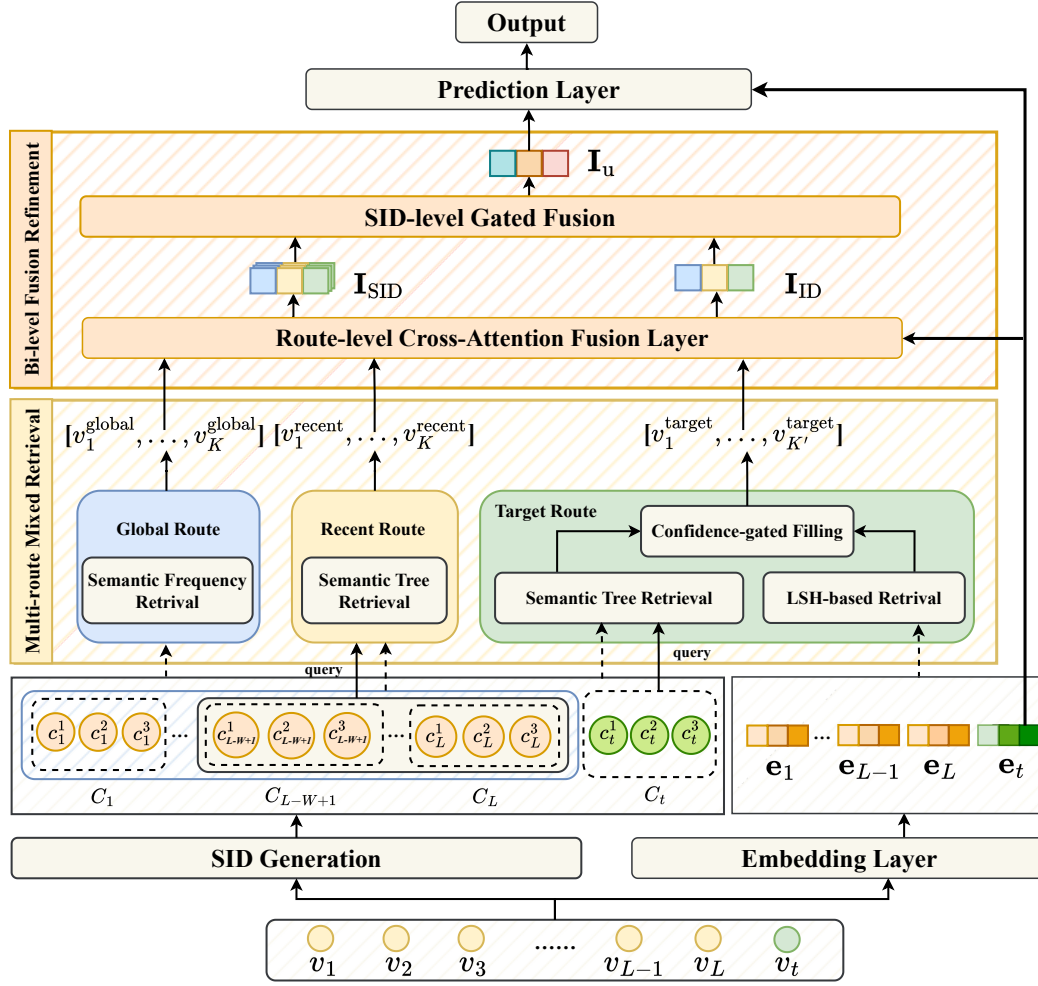 Output
Prediction Layer
Bi-level Fusion Refinement
I_u
SID-level Gated Fusion
I_SID
I_ID
Route-level Cross-Attention Fusion Layer
Multi-route Mixed Retrieval
[v_1^global, . . . , v_K^global] [v_1^recent, . . . , v_K^recent] [v_1^target, . . . , v_K'^target]
Global Route
Semantic Frequency
Retrival
Recent Route
Semantic Tree
Retrieval
Target Route
Confidence-gated Filling
Semantic Tree Retrieval
LSH-based Retrival
query
query
c_1^1 c_1^2 c_1^3 ... c_L-W+1^1 c_L-W+1^2 c_L-W+1^3 ... c_L^1 c_L^2 c_L^3 c_t^1 c_t^2 c_t^3
C_1 C_L−W+1 C_L C_t
...
e_1 e_L−1 e_L e_t
SID Generation
Embedding Layer
......
v_1 v_2 v_3 v_L−1 v_L v_t